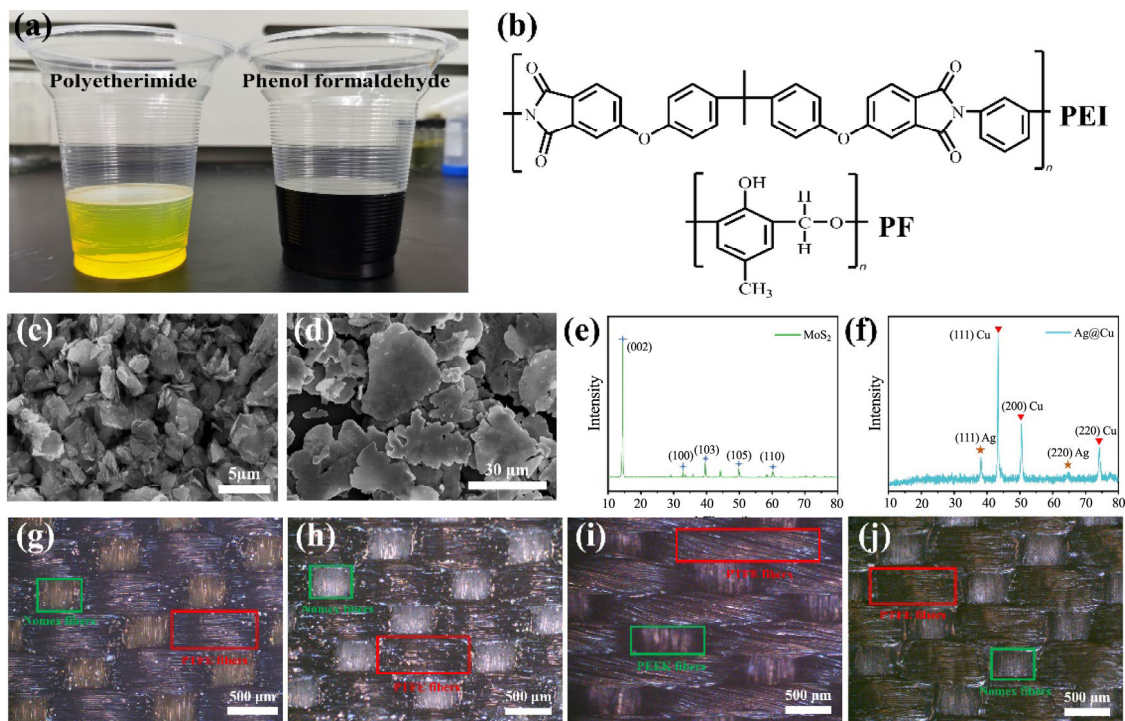 (a)
Polyetherimide
Phenol formaldehyde
(b)
O
O
N
N
O
O
O
O
n
PEI
OH
H
C
O
H
CH3
n
PF
(c)
5μm
(d)
30 μm
(e)
MoS2
(002)
(100)
(103)
(105)
(110)
Intensity
10 20 30 40 50 60 70 80
(f)
Ag@Cu
(111) Cu
(200) Cu
(111) Ag
(220) Ag
(220) Cu
Intensity
10 20 30 40 50 60 70 80
(g)
Nomex fibers
PTFE fibers
500 μm
(h)
Nomex fibers
PTFE fibers
500 μm
(i)
PTFE fibers
PEEK fibers
500 μm
(j)
PTFE fibers
Nomex fibers
500 μm